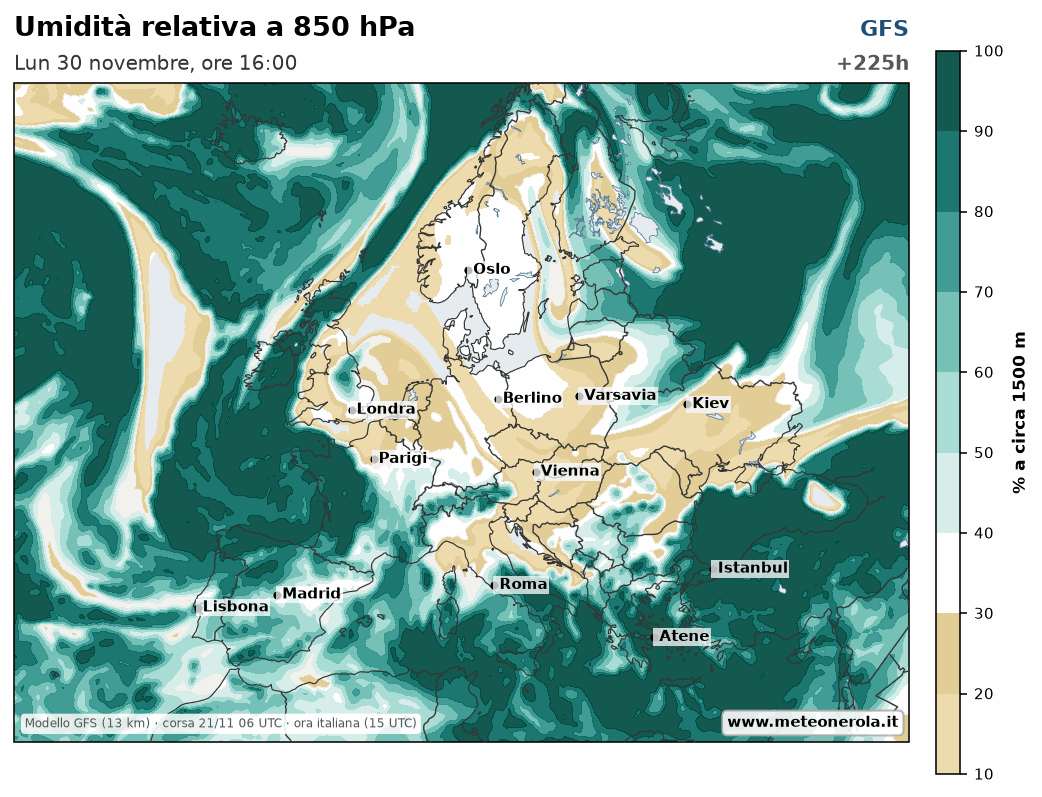 Umidità relativa a 850 hPa
GFS
Lun 30 novembre, ore 16:00
+225h
100
90
80
70
60
50
40
30
20
10
% a circa 1500 m
Oslo
Berlino
Varsavia
Kiev
Londra
Parigi
Vienna
Istanbul
Roma
Madrid
Lisbona
Atene
Modello GFS (13 km) · corsa 21/11 06 UTC · ora italiana (15 UTC)
www.meteonerola.it